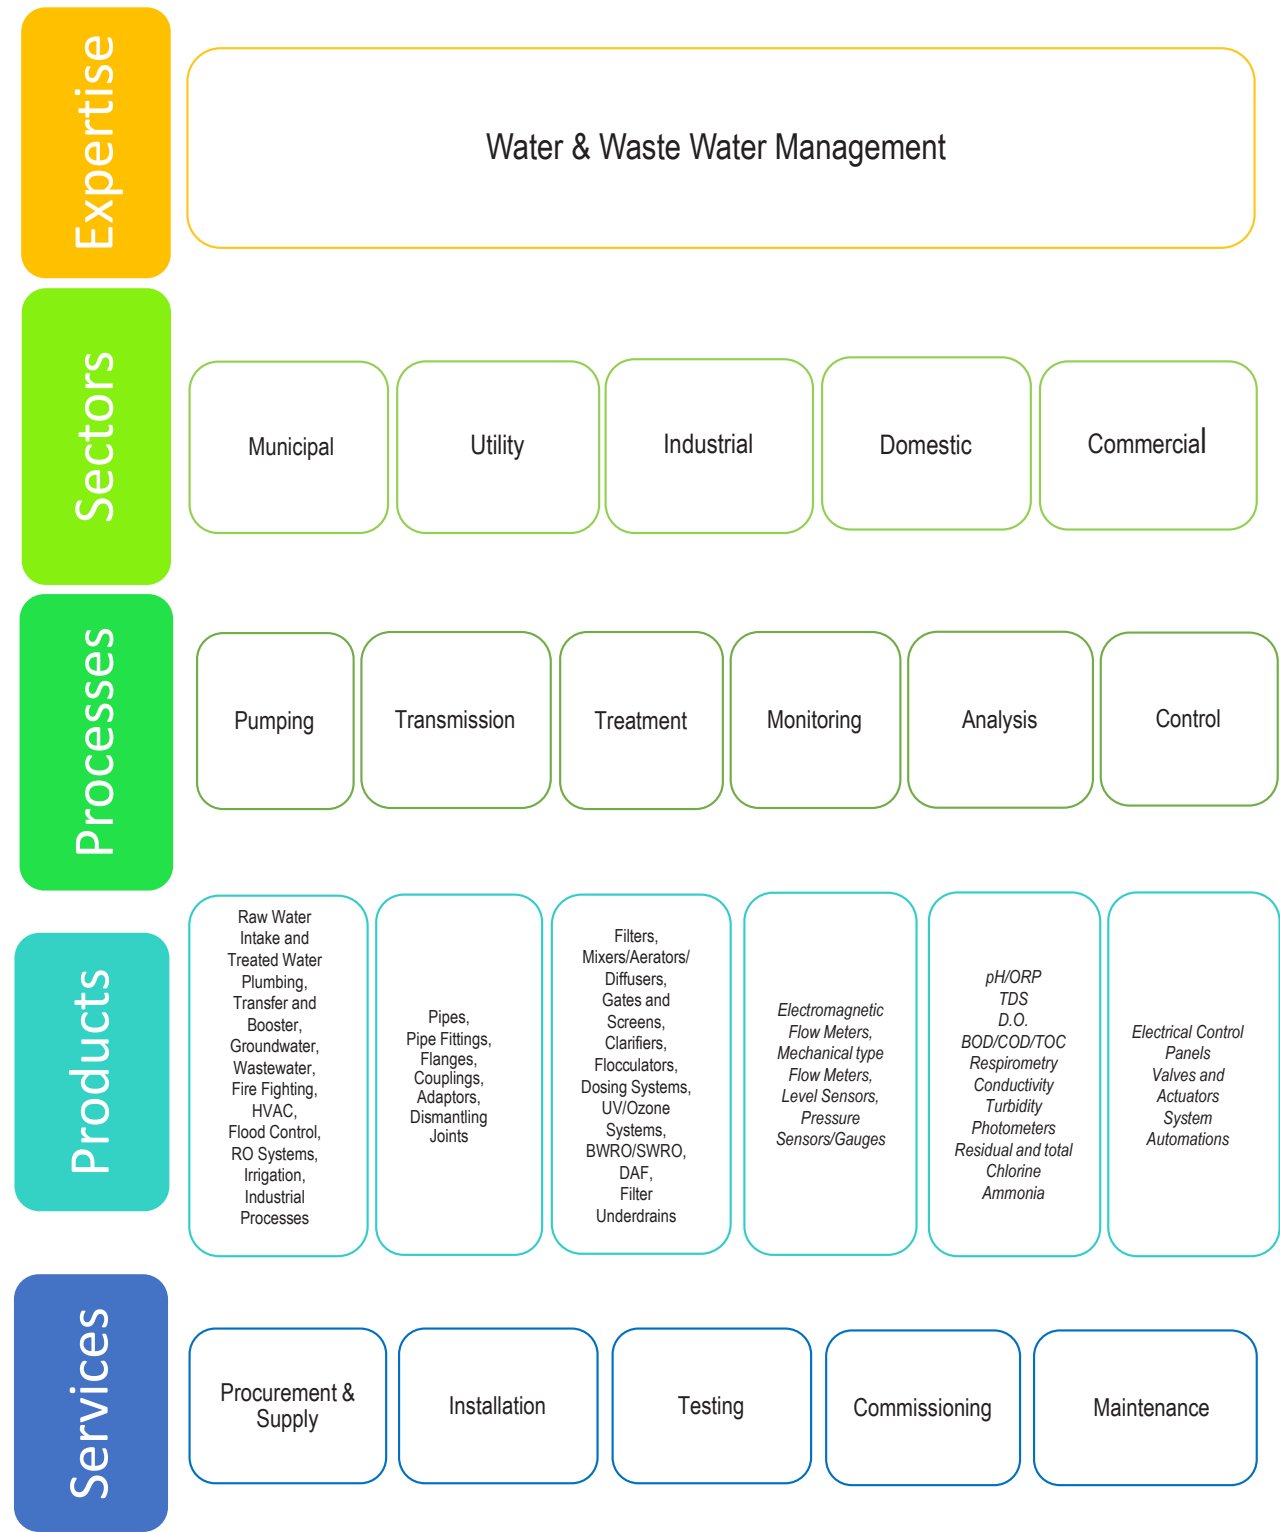 Expertise
Water & Waste Water Management
Sectors
Municipal
Utility
Industrial
Domestic
Commercial
Processes
Pumping
Transmission
Treatment
Monitoring
Analysis
Control
Products
Raw Water
Intake and
Treated Water
Plumbing,
Transfer and
Booster,
Groundwater,
Wastewater,
Fire Fighting,
HVAC,
Flood Control,
RO Systems,
Irrigation,
Industrial
Processes
Pipes,
Pipe Fittings,
Flanges,
Couplings,
Adaptors,
Dismantling
Joints
Filters,
Mixers/Aerators/
Diffusers,
Gates and
Screens,
Clarifiers,
Flocculators,
Dosing Systems,
UV/Ozone
Systems,
BWRO/SWRO,
DAF,
Filter
Underdrains
Electromagnetic
Flow Meters,
Mechanical type
Flow Meters,
Level Sensors,
Pressure
Sensors/Gauges
pH/ORP
TDS
D.O.
BOD/COD/TOC
Respirometry
Conductivity
Turbidity
Photometers
Residual and total
Chlorine
Ammonia
Electrical Control
Panels
Valves and
Actuators
System
Automations
Services
Procurement &
Supply
Installation
Testing
Commissioning
Maintenance